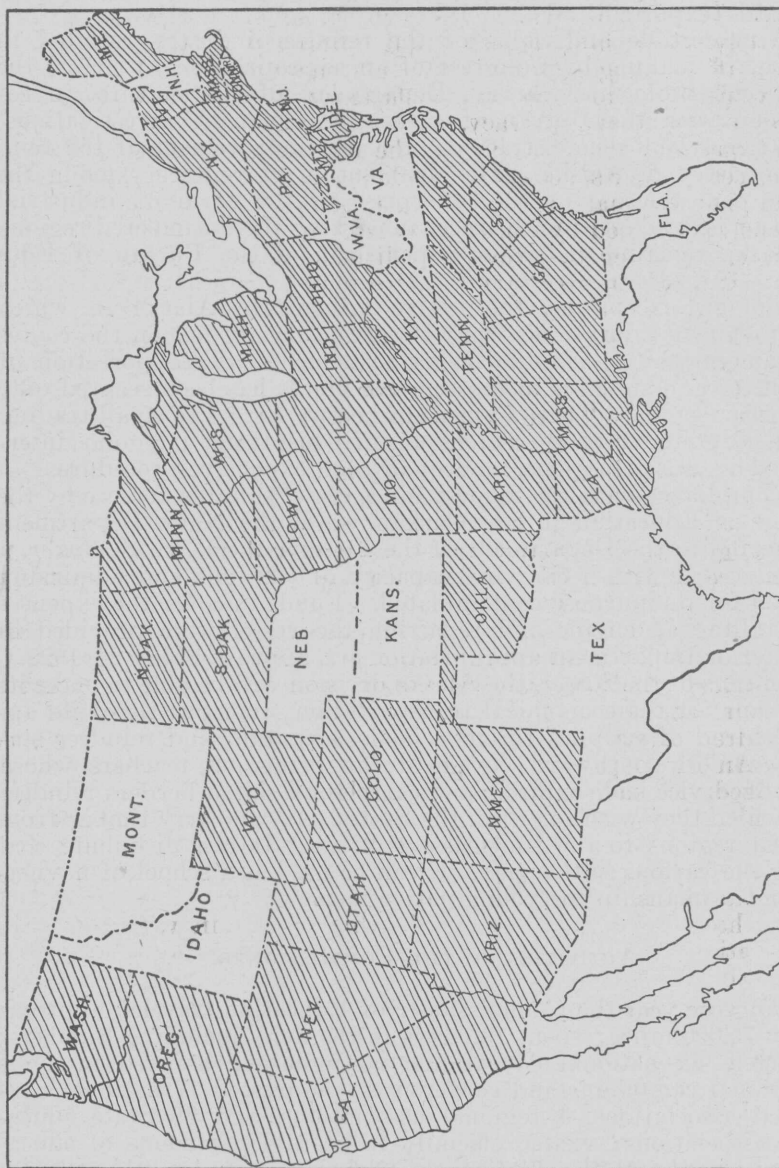 WASH.
OREG.
CAL.
NEV.
IDAHO
MONT.
WYO.
UTAH
ARIZ
COLO
N.MEX
N.DAK.
S.DAK
NEB
KANS.
OKLA.
TEX
MINN.
IOWA
MO.
ARK.
LA.
WIS.
ILL.
MICH.
IND.
OHIO
KY.
TENN.
MISS.
ALA.
GA.
FLA.
S.C.
N.C.
VA
W.VA.
MD.
DEL
PA.
N.J.
N.Y.
CONN.
MASS.
VT.
N.H.
ME.